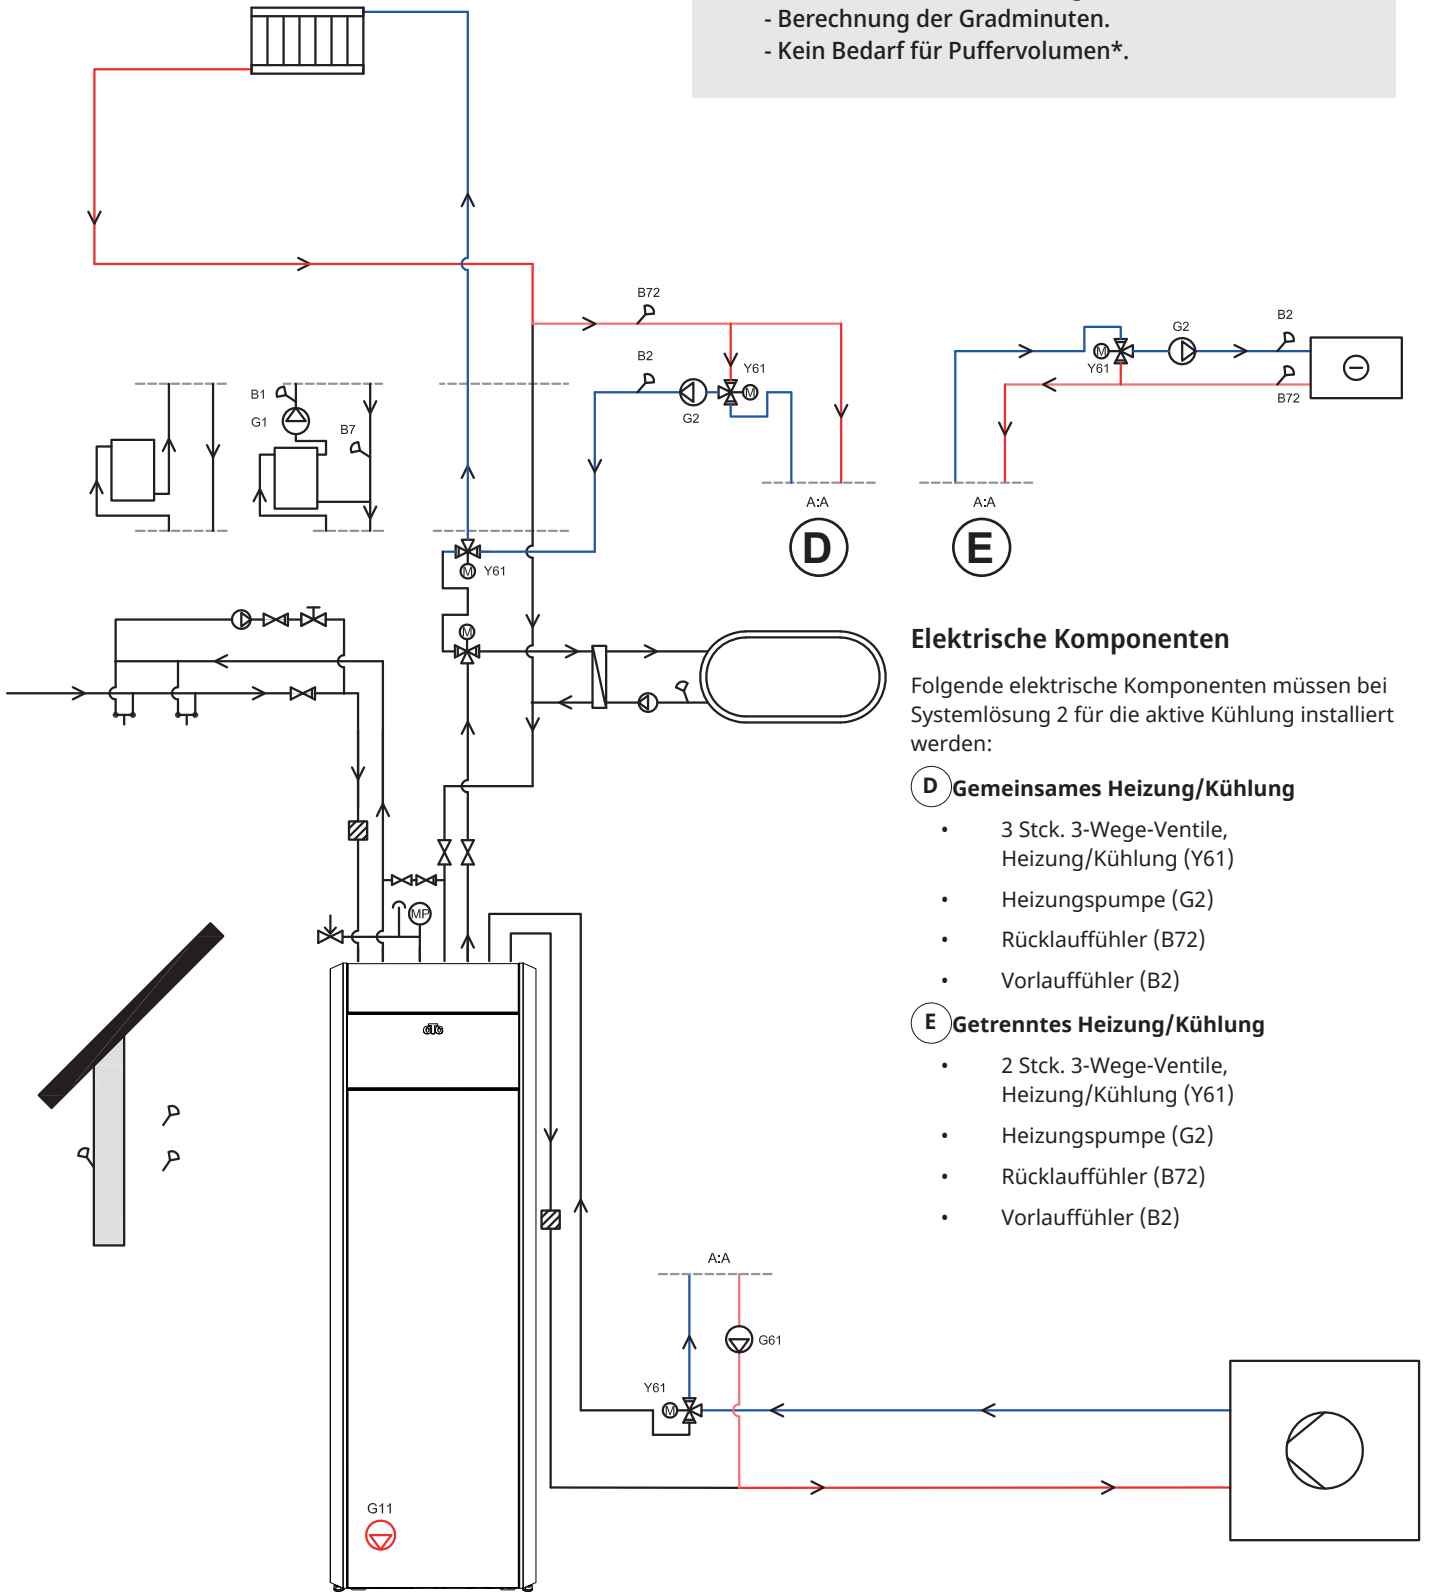 - Berechnung der Gradminuten.
- Kein Bedarf für Puffervolumen*.
B72
B2
Y61
M
G2
A:A
D
G2
B2
M
Y61
B72
A:A
E
B1
G1
B7
M
Y61
M
MP
Elektrische Komponenten
Folgende elektrische Komponenten müssen bei
Systemlösung 2 für die aktive Kühlung installiert
werden:
D Gemeinsames Heizung/Kühlung
• 3 Stck. 3-Wege-Ventile,
Heizung/Kühlung (Y61)
• Heizungspumpe (G2)
• Rücklauffühler (B72)
• Vorlauffühler (B2)
E Getrenntes Heizung/Kühlung
• 2 Stck. 3-Wege-Ventile,
Heizung/Kühlung (Y61)
• Heizungspumpe (G2)
• Rücklauffühler (B72)
• Vorlauffühler (B2)
cTc
A:A
G61
Y61
M
G11